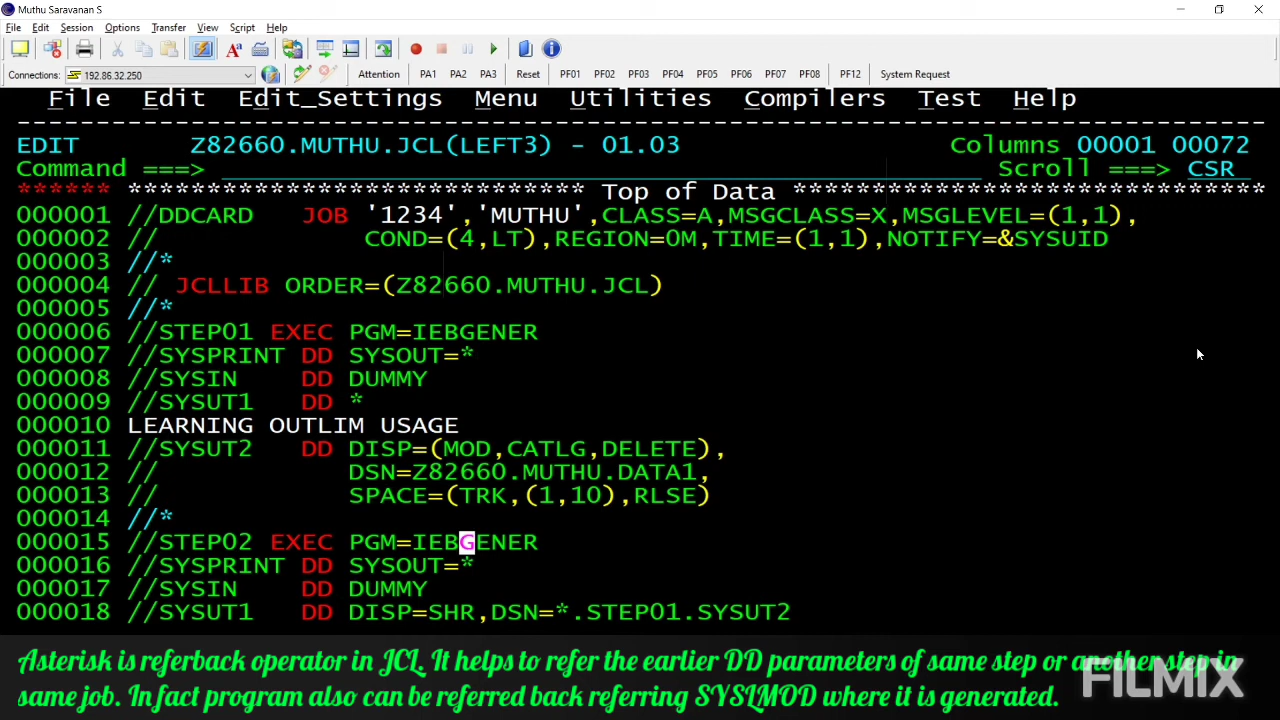 Muthu Saravanan S
File Edit Session Options Transfer View Script Help
Connections: 192.86.32.250 Attention PA1 PA2 PA3 Reset PF01 PF02 PF03 PF04 PF05 PF06 PF07 PF08 PF12 System Request
File Edit Edit_Settings Menu Utilities Compilers Test Help
--------------------------------------------------------------------------------
EDIT Z82660.MUTHU.JCL(LEFT3) - 01.03 Columns 00001 00072
Command ===> Scroll ===> CSR
****** ***************************** Top of Data ******************************
000001 //DDCARD JOB '1234','MUTHU',CLASS=A,MSGCLASS=X,MSGLEVEL=(1,1),
000002 // COND=(4,LT),REGION=0M,TIME=(1,1),NOTIFY=&SYSUID
000003 //*
000004 // JCLLIB ORDER=(Z82660.MUTHU.JCL)
000005 //*
000006 //STEP01 EXEC PGM=IEBGENER
000007 //SYSPRINT DD SYSOUT=*
000008 //SYSIN DD DUMMY
000009 //SYSUT1 DD *
000010 LEARNING OUTLIM USAGE
000011 //SYSUT2 DD DISP=(MOD,CATLG,DELETE),
000012 // DSN=Z82660.MUTHU.DATA1,
000013 // SPACE=(TRK,(1,10),RLSE)
000014 //*
000015 //STEP02 EXEC PGM=IEBGENER
000016 //SYSPRINT DD SYSOUT=*
000017 //SYSIN DD DUMMY
000018 //SYSUT1 DD DISP=SHR,DSN=*.STEP01.SYSUT2
Asterisk is referback operator in JCL. It helps to refer the earlier DD parameters of same step or another step in
same job. In fact program also can be referred back referring SYSLMOD where it is generated.
FILMIX